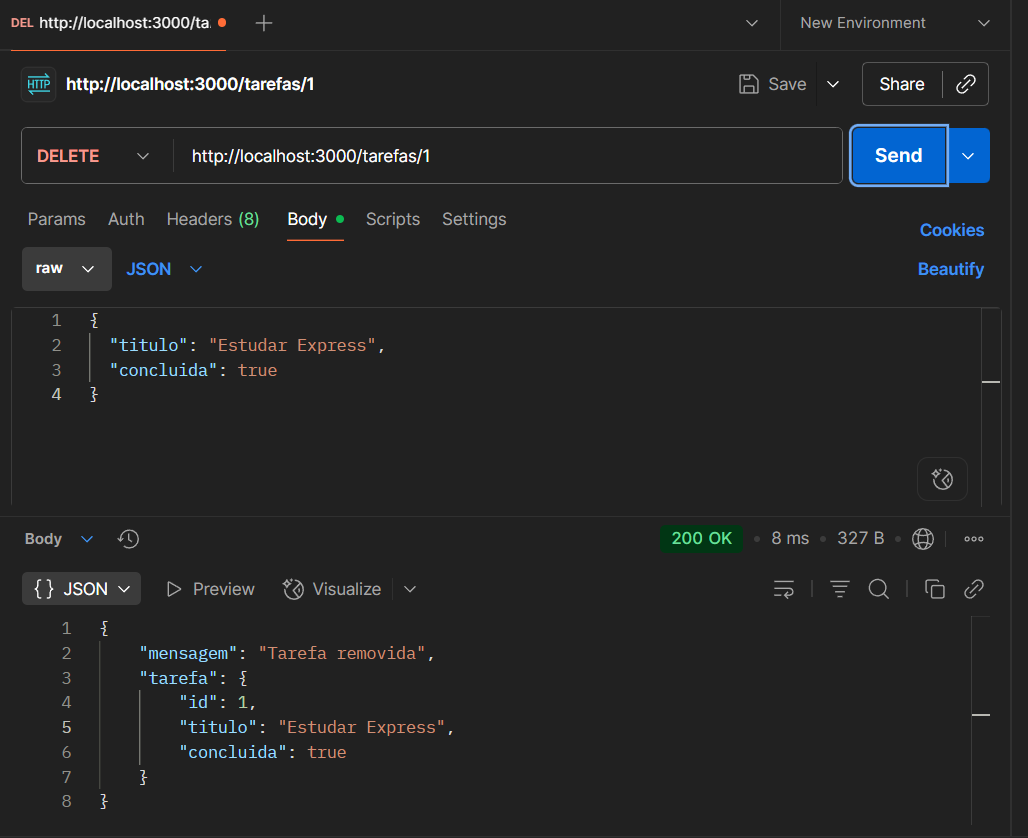 DEL http://localhost:3000/ta. New Environment
HTTP http://localhost:3000/tarefas/1 Save Share
DELETE http://localhost:3000/tarefas/1 Send
Params Auth Headers (8) Body Scripts Settings Cookies
raw JSON Beautify
1 {
2 "titulo": "Estudar Express",
3 "concluida": true
4 }
Body 200 OK 8 ms 327 B
{} JSON Preview Visualize
1 {
2 "mensagem": "Tarefa removida",
3 "tarefa": {
4 "id": 1,
5 "titulo": "Estudar Express",
6 "concluida": true
7 }
8 }